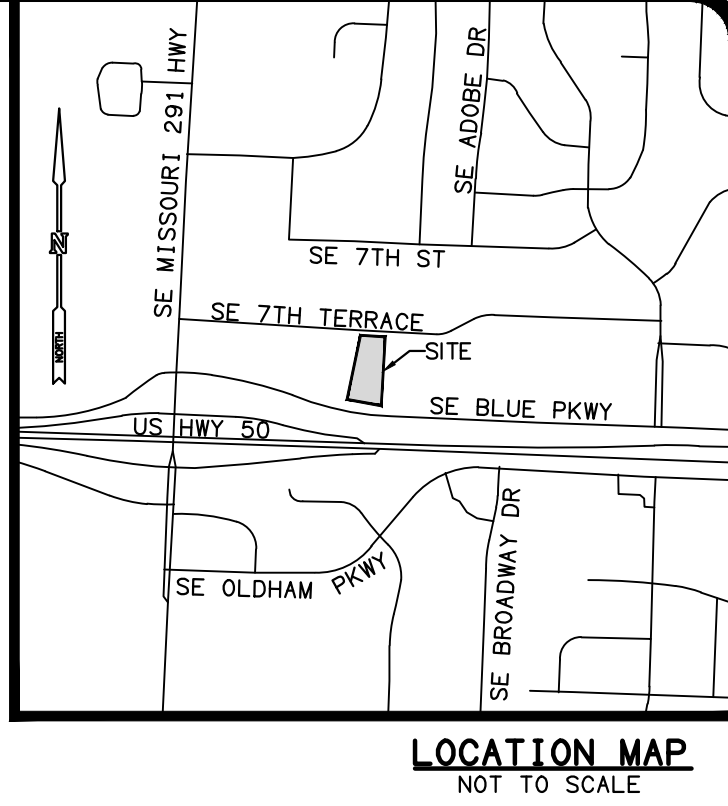 SE MISSOURI 291 HWY
SE ADOBE DR
N
NORTH
SE 7TH ST
SE 7TH TERRACE
SITE
SE BLUE PKWY
US HWY 50
SE OLDHAM PKWY
SE BROADWAY DR
LOCATION MAP
NOT TO SCALE